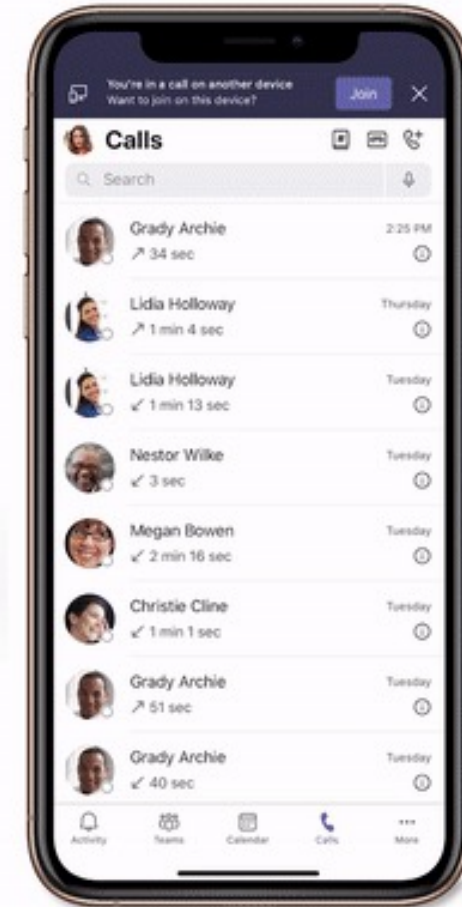 You're in a call on another device
Want to join on this device?
Join
Calls
Search
Grady Archie
2:25 PM
34 sec
Lidia Holloway
Thursday
1 min 4 sec
Lidia Holloway
Tuesday
1 min 13 sec
Nestor Wilke
Tuesday
3 sec
Megan Bowen
Tuesday
2 min 16 sec
Christie Cline
Tuesday
1 min 1 sec
Grady Archie
Tuesday
51 sec
Grady Archie
Tuesday
40 sec
Activity
Teams
Calendar
Calls
More